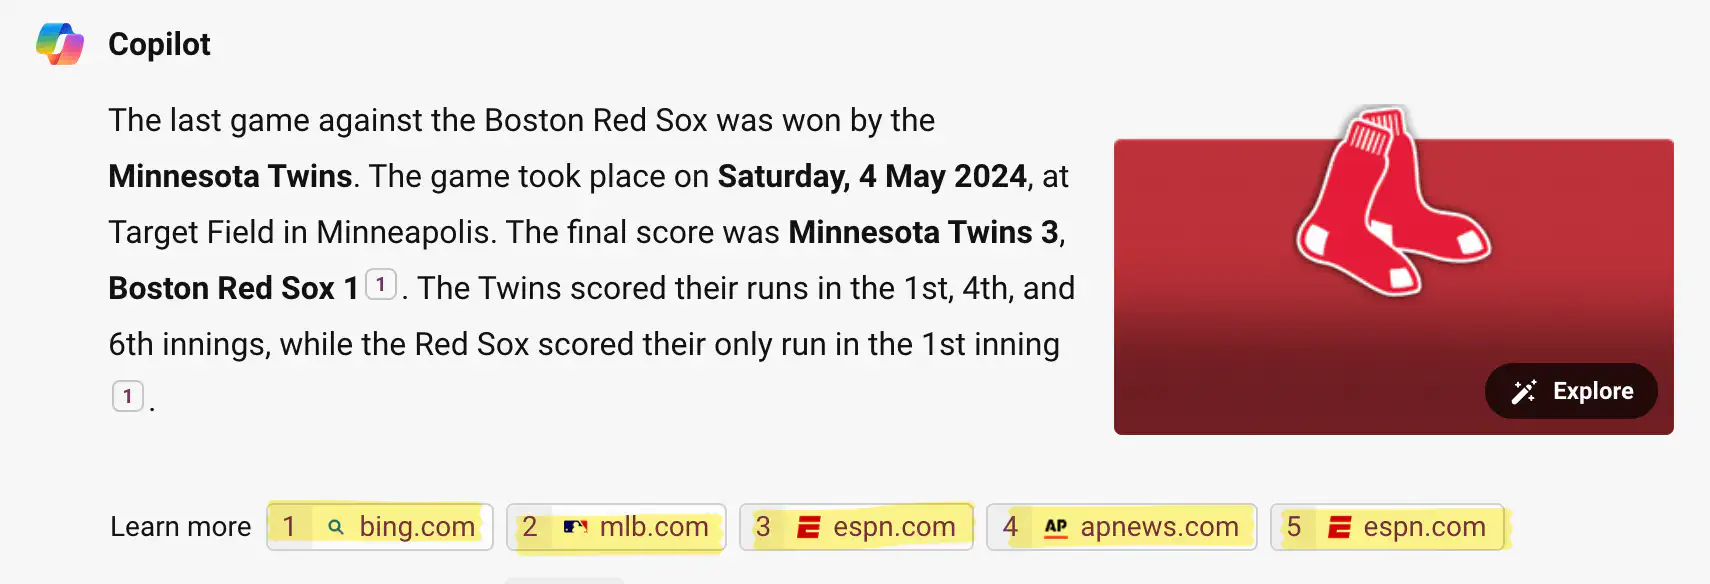 Copilot
The last game against the Boston Red Sox was won by the
Minnesota Twins. The game took place on Saturday, 4 May 2024, at
Target Field in Minneapolis. The final score was Minnesota Twins 3,
Boston Red Sox 1 1 . The Twins scored their runs in the 1st, 4th, and
6th innings, while the Red Sox scored their only run in the 1st inning
1 .
Explore
Learn more 1 bing.com 2 mlb.com 3 espn.com 4 AP apnews.com 5 espn.com